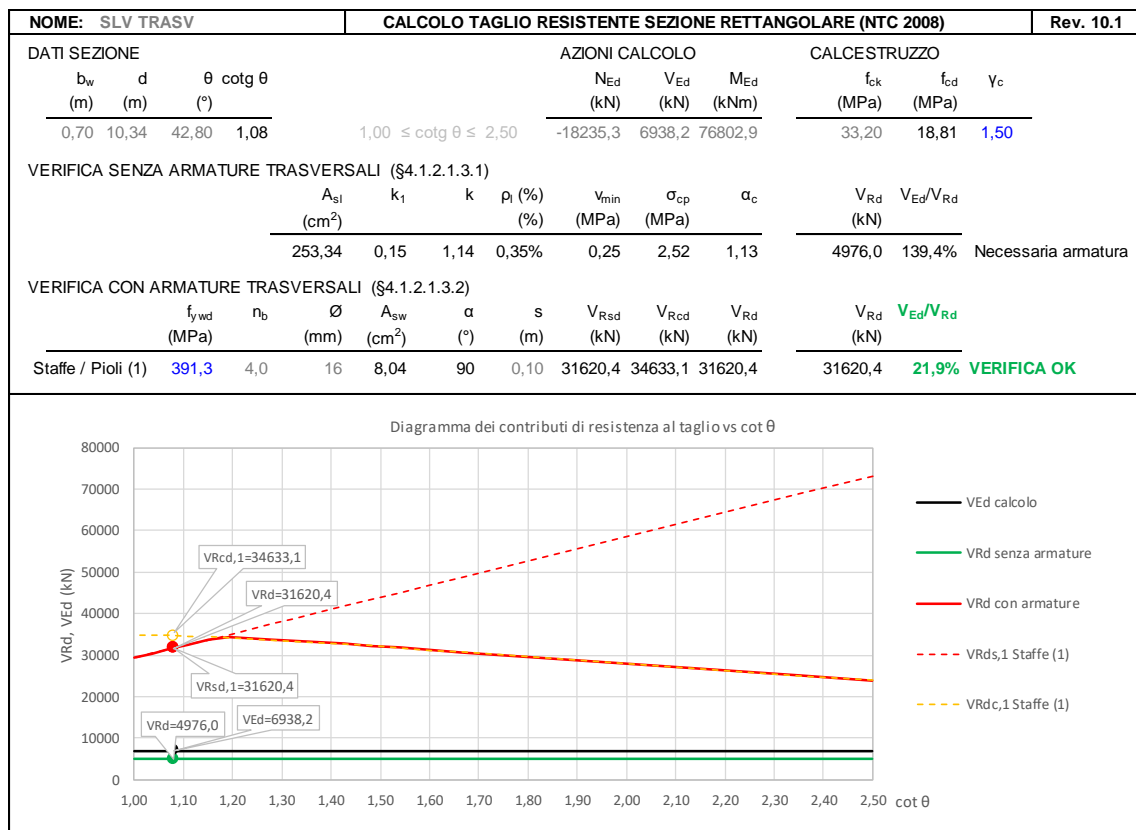 NOME: SLV TRASV CALCOLO TAGLIO RESISTENTE SEZIONE RETTANGOLARE (NTC 2008) Rev. 10.1
DATI SEZIONE AZIONI CALCOLO CALCESTRUZZO
bw d θ cotg θ NEd VEd MEd fck fcd γc
(m) (m) (°) (kN) (kN) (kNm) (MPa) (MPa)
0,70 10,34 42,80 1,08 1,00 ≤ cotg θ ≤ 2,50 -18235,3 6938,2 76802,9 33,20 18,81 1,50
VERIFICA SENZA ARMATURE TRASVERSALI (§4.1.2.1.3.1)
Asl k1 k ρl (%) vmin σcp αc VRd VEd/VRd
(cm2) (%) (MPa) (MPa) (kN)
253,34 0,15 1,14 0,35% 0,25 2,52 1,13 4976,0 139,4% Necessaria armatura
VERIFICA CON ARMATURE TRASVERSALI (§4.1.2.1.3.2)
fywd nb Ø Asw α s VRsd VRcd VRd VRd VEd/VRd
(MPa) (mm) (cm2) (°) (m) (kN) (kN) (kN) (kN)
Staffe / Pioli (1) 391,3 4,0 16 8,04 90 0,10 31620,4 34633,1 31620,4 31620,4 21,9% VERIFICA OK
Diagramma dei contributi di resistenza al taglio vs cot θ
VRd, VEd (kN)
80000
70000
60000
50000
40000
30000
20000
10000
0
VRcd,1=34633,1
VRd=31620,4
VRsd,1=31620,4
VRd=4976,0
VEd=6938,2
1,00 1,10 1,20 1,30 1,40 1,50 1,60 1,70 1,80 1,90 2,00 2,10 2,20 2,30 2,40 2,50 cot θ
VEd calcolo
VRd senza armature
VRd con armature
VRds,1 Staffe (1)
VRdc,1 Staffe (1)